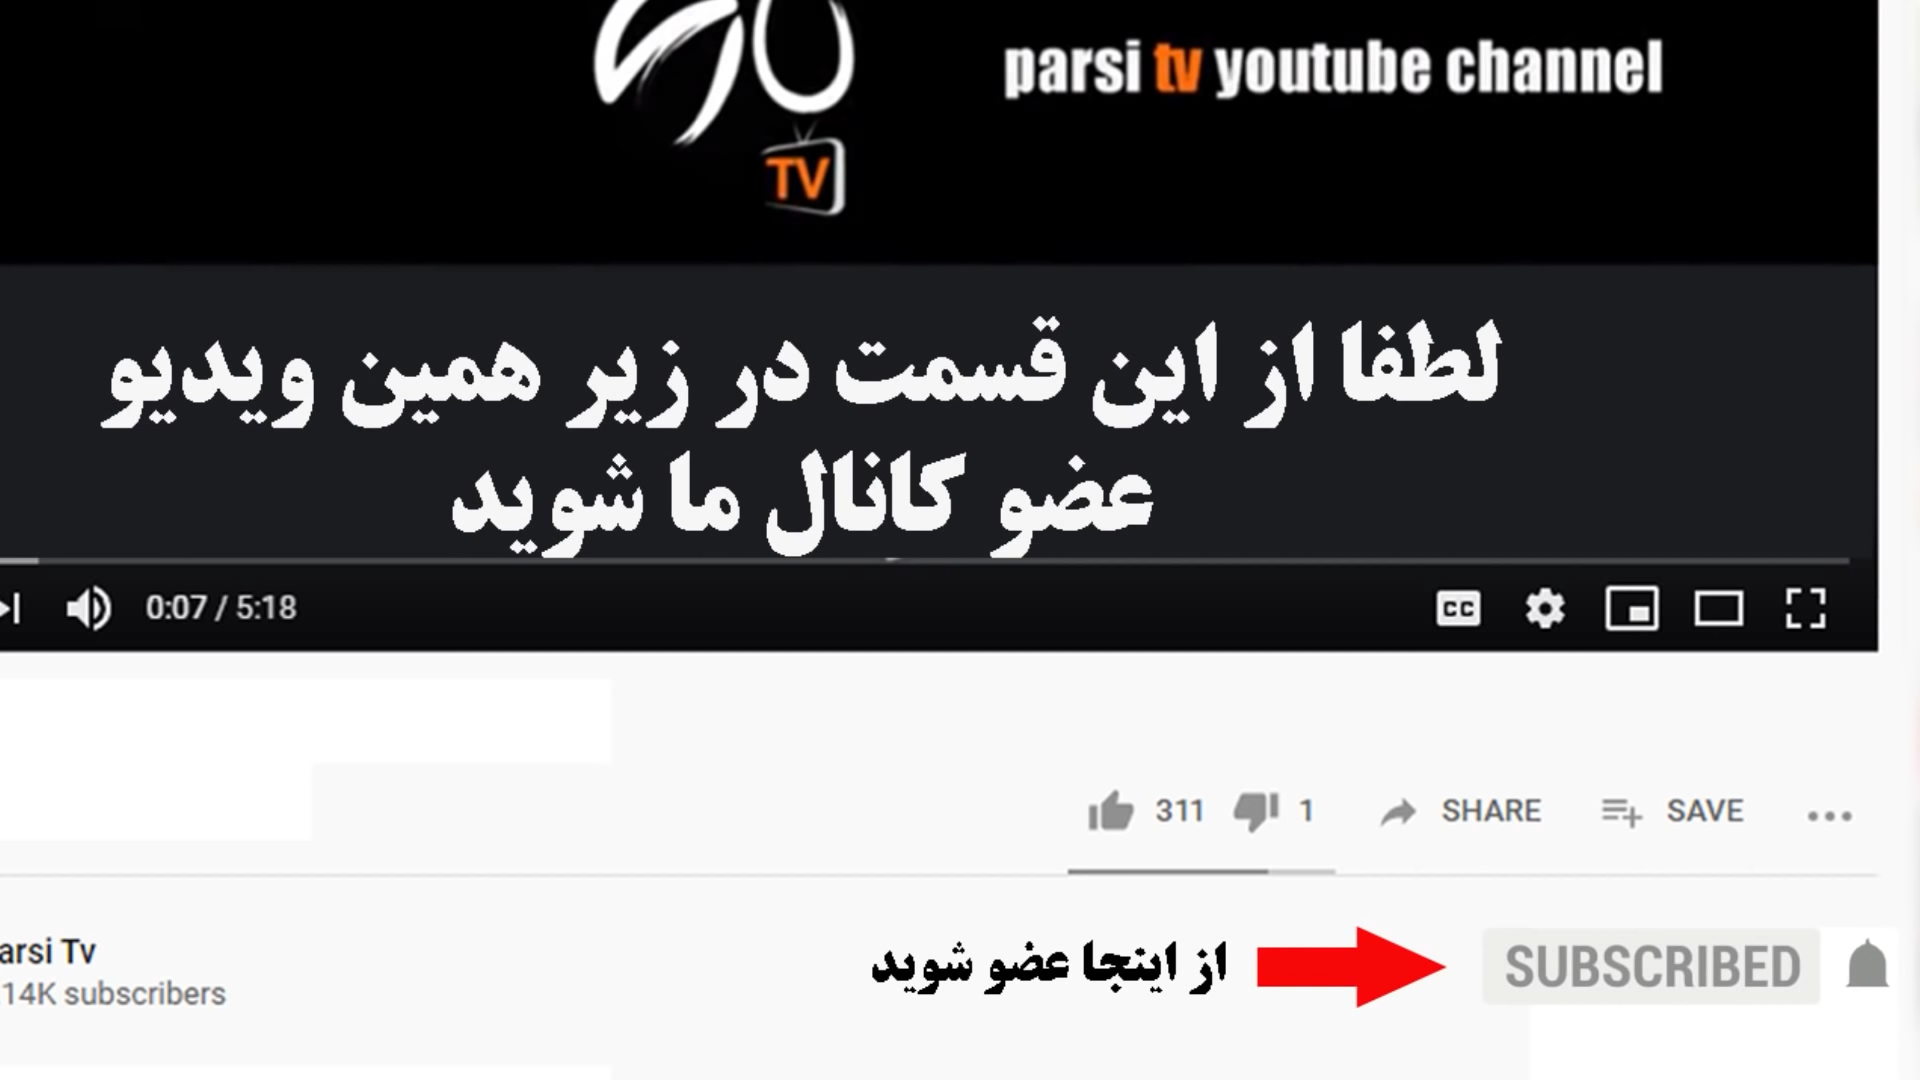 parsi tv youtube channel
TV
لطفا از این قسمت در زیر همین ویدیو
عضو کانال ما شوید
0:07 / 5:18
CC
311 1 SHARE SAVE
arsi Tv
14K subscribers
از اینجا عضو شوید
SUBSCRIBED